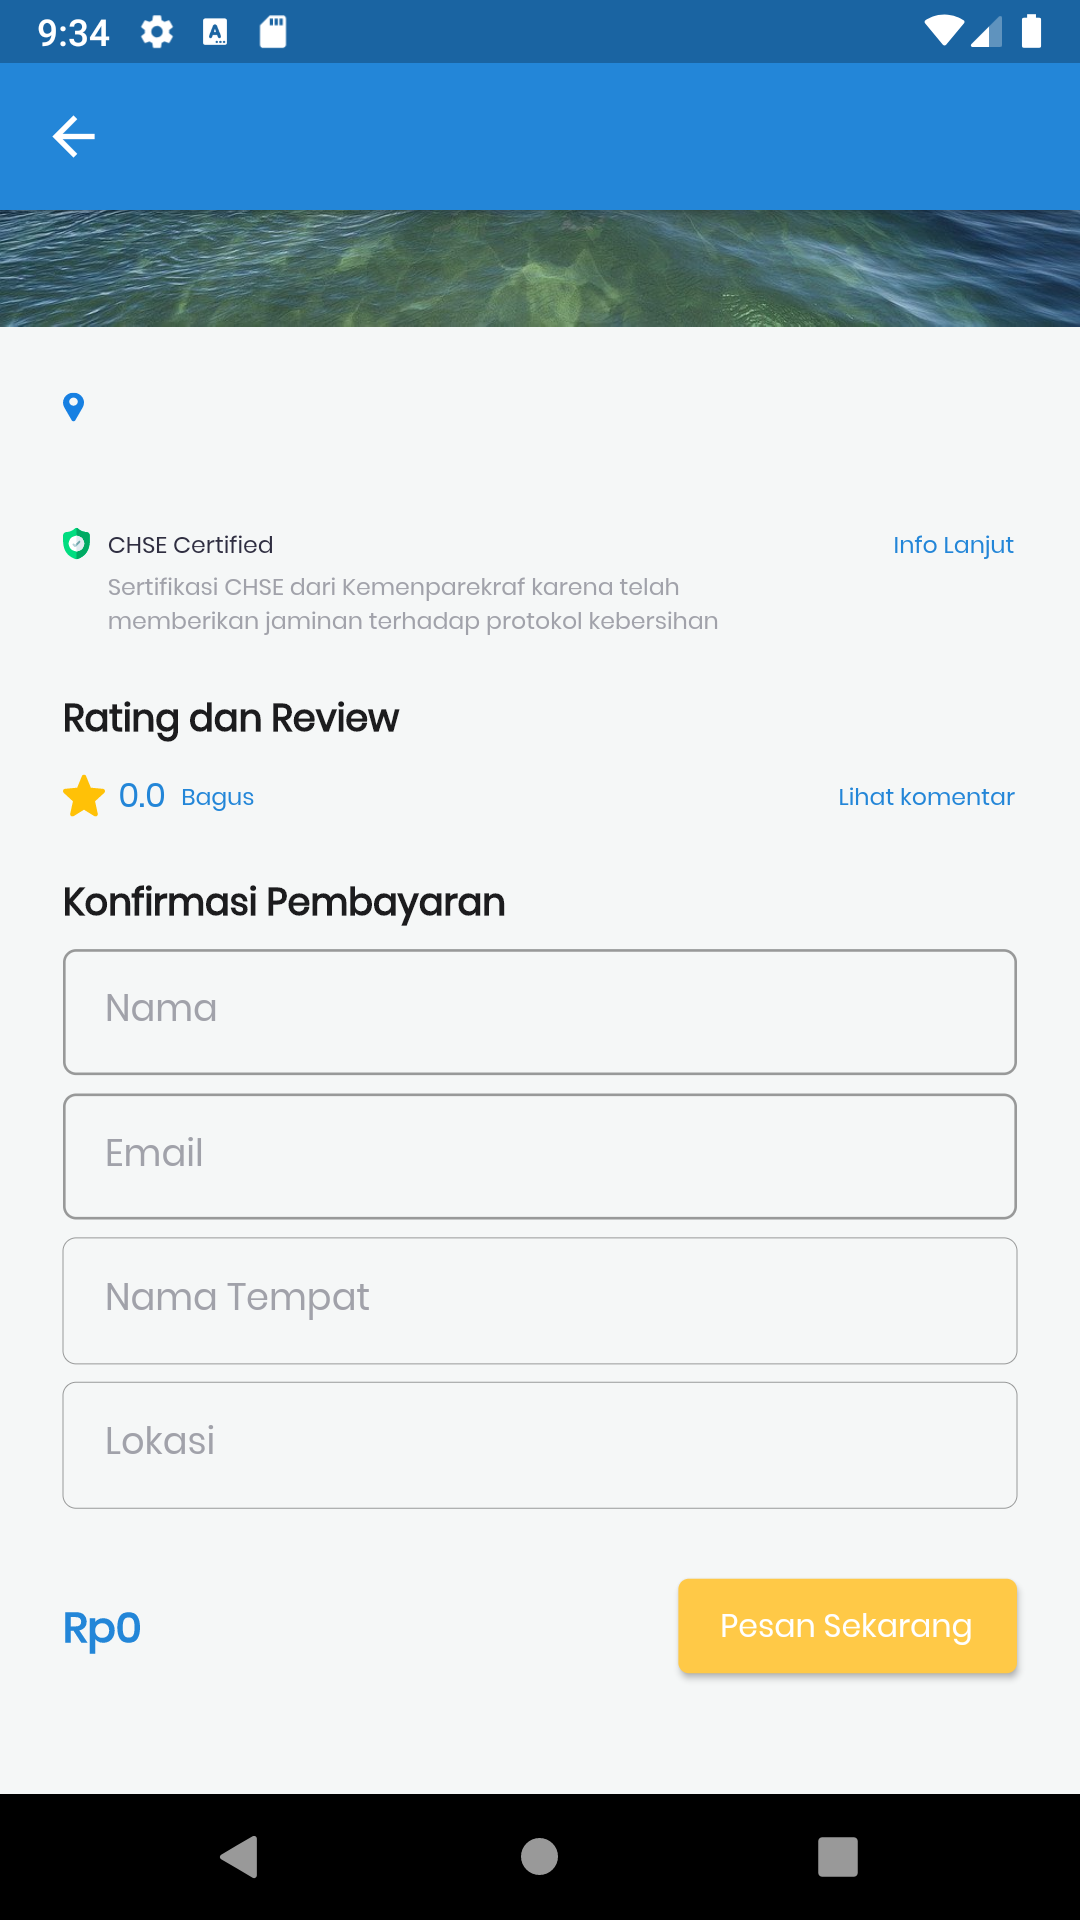 9:34
CHSE Certified
Info Lanjut
Sertifikasi CHSE dari Kemenparekraf karena telah
memberikan jaminan terhadap protokol kebersihan
Rating dan Review
0.0 Bagus
Lihat komentar
Konfirmasi Pembayaran
Nama
Email
Nama Tempat
Lokasi
Rp0
Pesan Sekarang